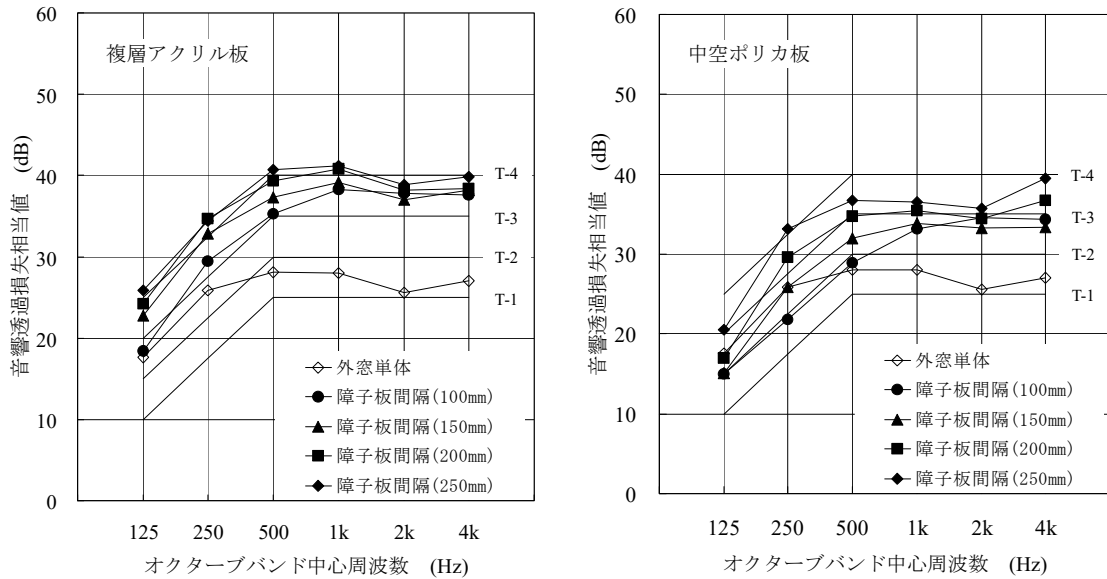 複層アクリル板
音響透過損失相当値 (dB)
60
50
40
30
20
10
0
T-4
T-3
T-2
T-1
外窓単体
障子板間隔(100㎜)
障子板間隔(150㎜)
障子板間隔(200㎜)
障子板間隔(250㎜)
125 250 500 1k 2k 4k
オクターブバンド中心周波数 (Hz)
中空ポリカ板
音響透過損失相当値 (dB)
60
50
40
30
20
10
0
T-4
T-3
T-2
T-1
外窓単体
障子板間隔(100㎜)
障子板間隔(150㎜)
障子板間隔(200㎜)
障子板間隔(250㎜)
125 250 500 1k 2k 4k
オクターブバンド中心周波数 (Hz)